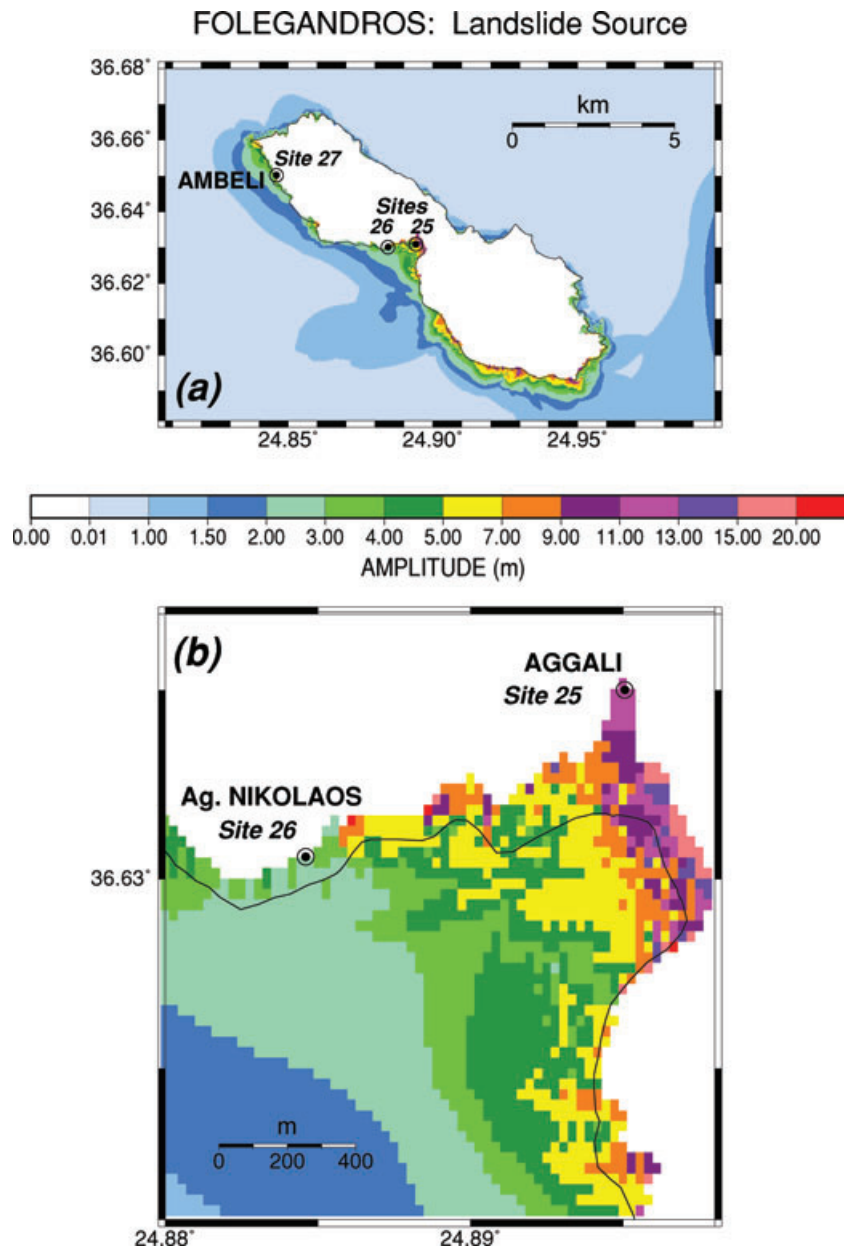 FOLEGANDROS: Landslide Source
36.68°
36.66°
36.64°
36.62°
36.60°
km
0 5
Site 27
AMBELI
Sites
26 25
(a)
24.85° 24.90° 24.95°
0.00 0.01 1.00 1.50 2.00 3.00 4.00 5.00 7.00 9.00 11.00 13.00 15.00 20.00
AMPLITUDE (m)
(b)
AGGALI
Site 25
Ag. NIKOLAOS
Site 26
36.63°
m
0 200 400
24.88° 24.89°